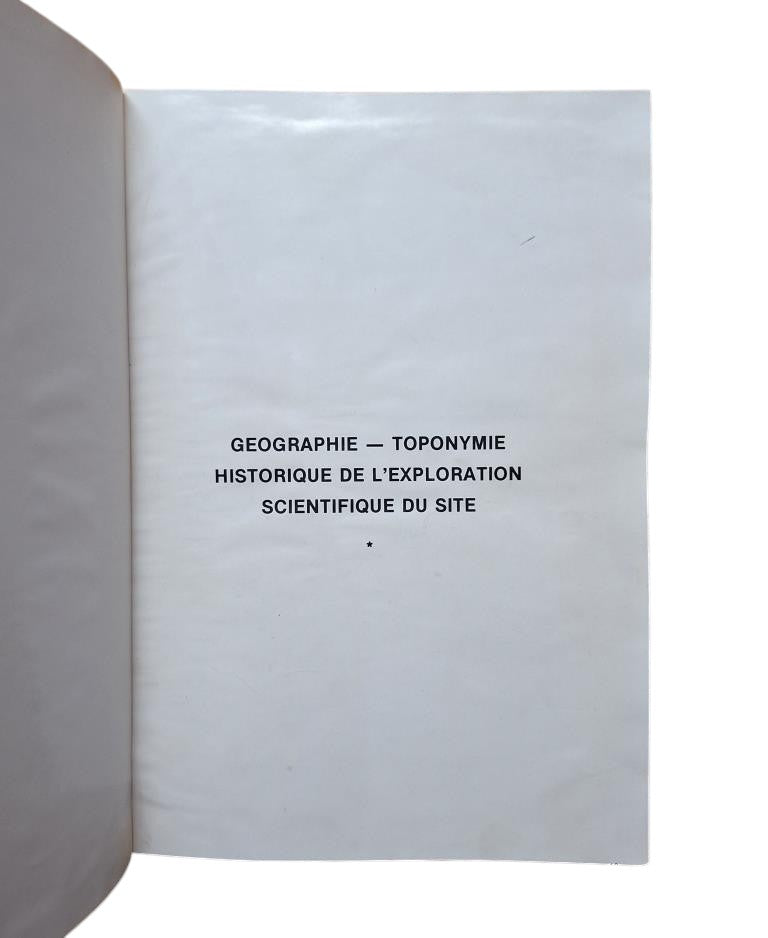 GEOGRAPHIE — TOPONYMIE
HISTORIQUE DE L'EXPLORATION
SCIENTIFIQUE DU SITE
*